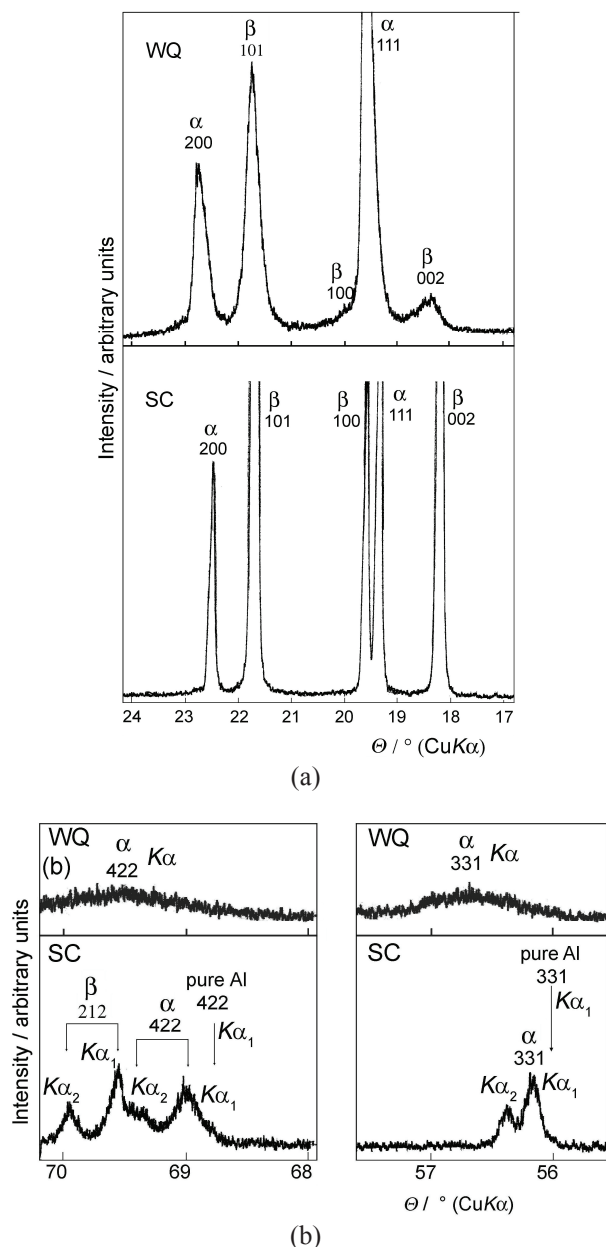 WQ
β
101
α
111
α
200
β
100
β
002
SC
α
200
β
101
β
100
α
111
β
002
Intensity / arbitrary units
24 23 22 21 20 19 18 17
Θ / ° (CuKα)
(a)
WQ
(b)
α
422
Kα
WQ
α
331
Kα
SC
β
212
Kα₂
Kα₁
α
422
Kα₂
Kα₁
pure Al
422
Kα₁
SC
pure Al
331
Kα₁
α
331
Kα₂
Kα₁
Intensity / arbitrary units
70 69 68
57 56
Θ / ° (CuKα)
(b)